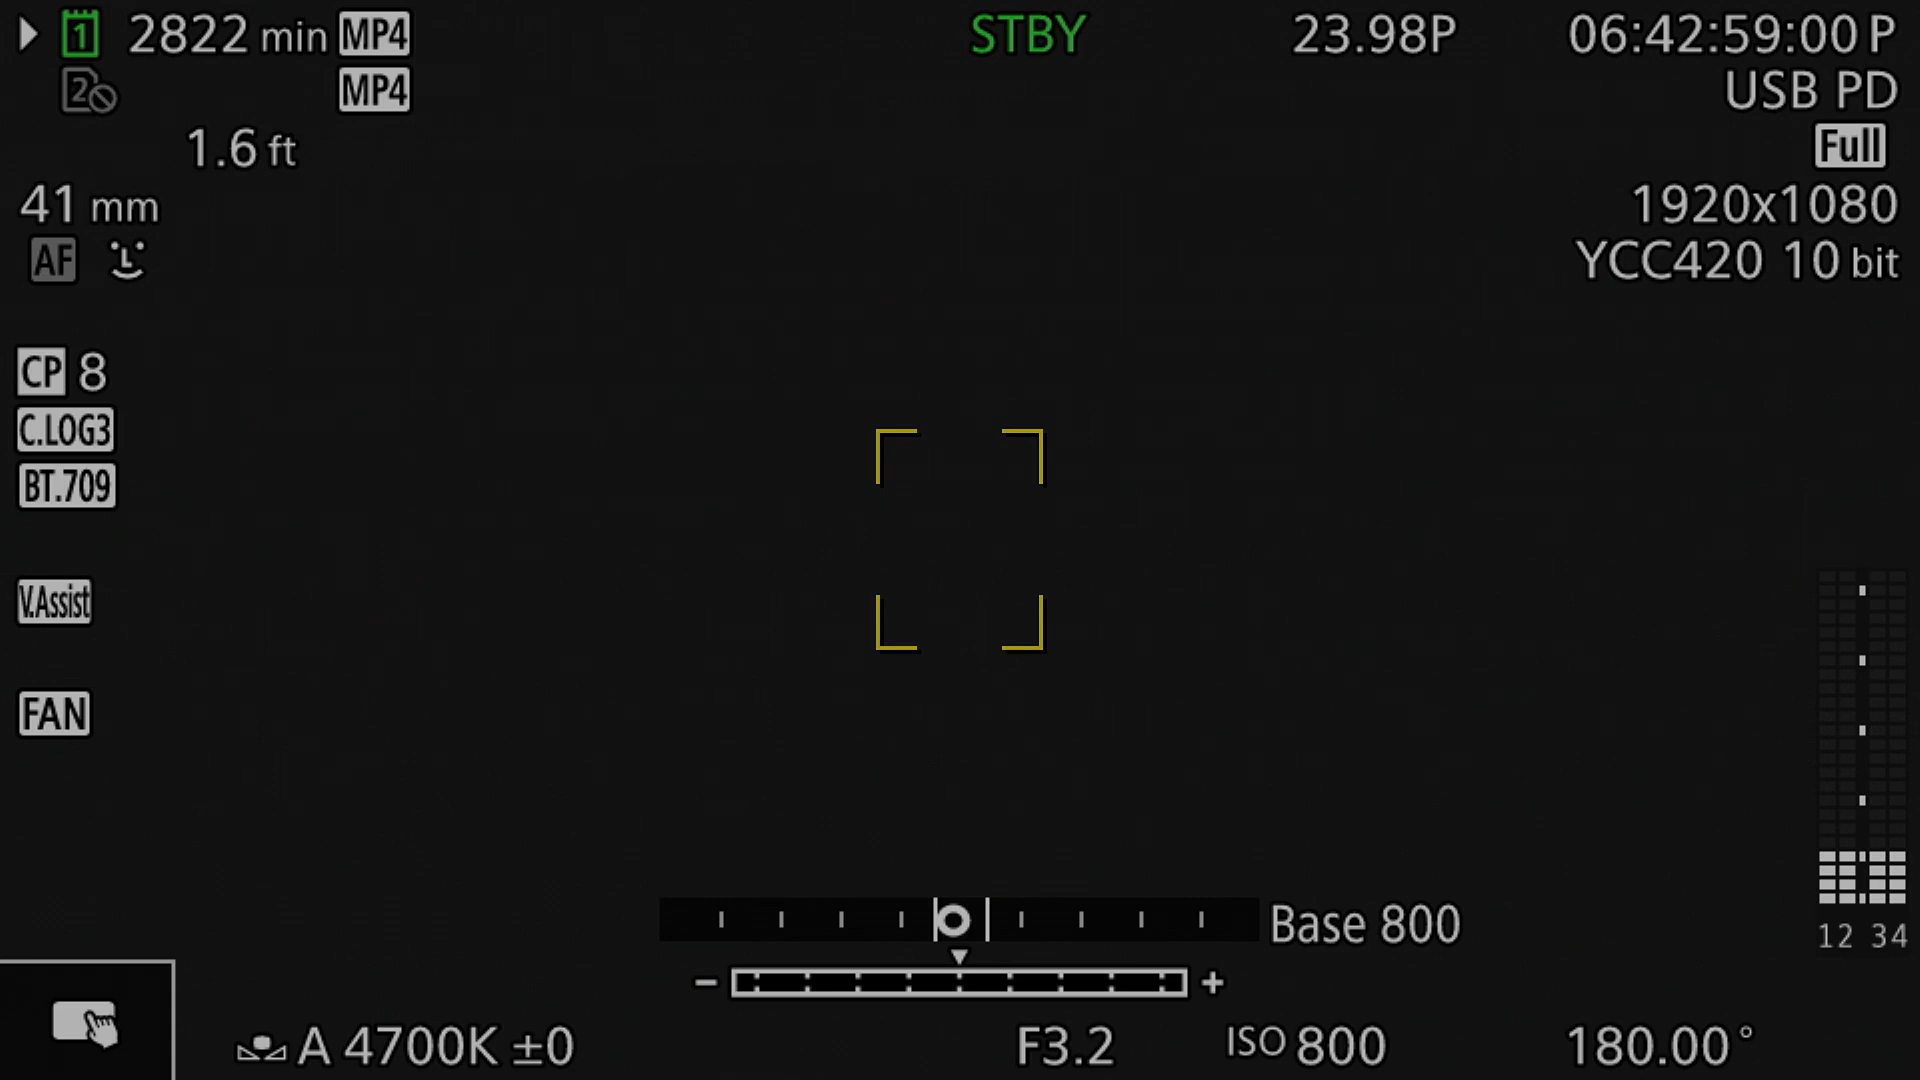 1 2822 min MP4 STBY 23.98P 06:42:59:00 P
2 MP4 USB PD
1.6 ft Full
41 mm 1920x1080
AF L YCC420 10 bit
CP 8
C.LOG3
BT.709
V.Assist
FAN
Base 800
12 34
− +
A 4700K ±0 F3.2 ISO 800 180.00°